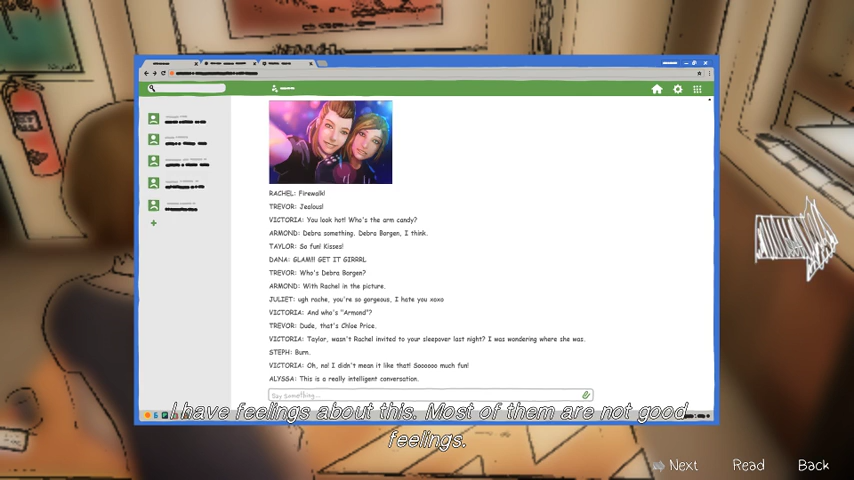 RACHEL: Firewalk!
TREVOR: Jealous!
VICTORIA: You look hot! Who's the arm candy?
ARMOND: Debra something. Debra Borgen, I think.
TAYLOR: So fun! Kisses!
DANA: GLAM!!! GET IT GIRRRL
TREVOR: Who's Debra Borgen?
ARMOND: With Rachel in the picture.
JULIET: ugh rache, you're so gorgeous, I hate you xoxo
VICTORIA: And who's "Armond"?
TREVOR: Dude, that's Chloe Price.
VICTORIA: Taylor, wasn't Rachel invited to your sleepover last night? I was wondering where she was.
STEPH: Burn.
VICTORIA: Oh, no! I didn't mean it like that! Soooooo much fun!
ALYSSA: This is a really intelligent conversation.
Say something...
I have feelings about this. Most of them are not good
feelings.
Next Read Back